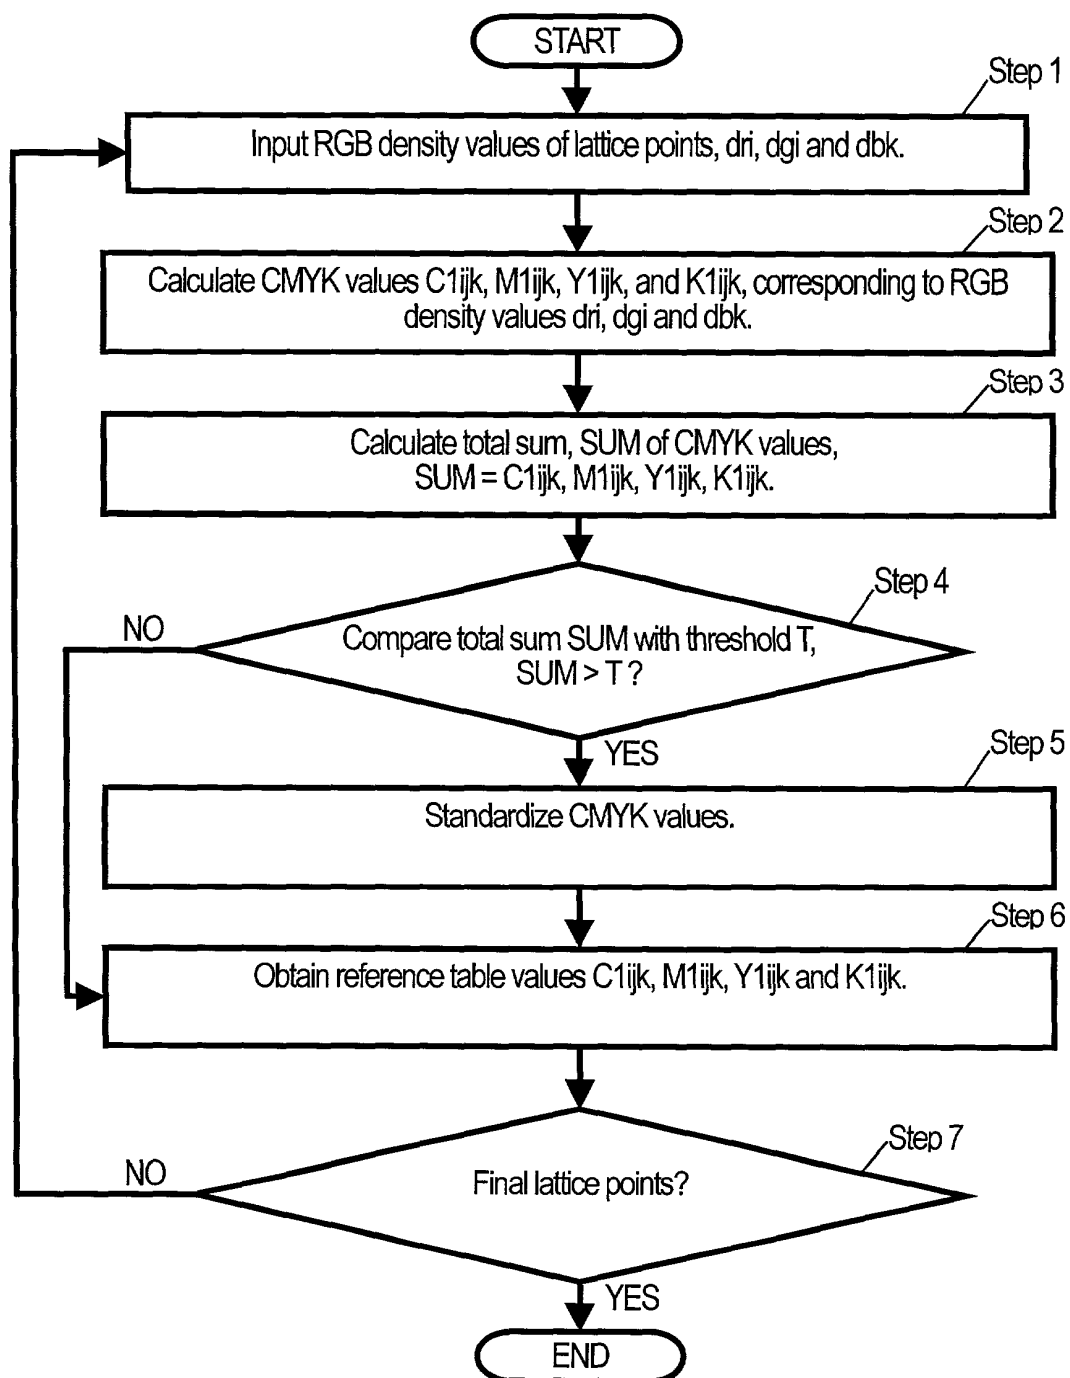 START
Step 1
Input RGB density values of lattice points, dri, dgi and dbk.
Step 2
Calculate CMYK values C1ijk, M1ijk, Y1ijk, and K1ijk, corresponding to RGB
density values dri, dgi and dbk.
Step 3
Calculate total sum, SUM of CMYK values,
SUM = C1ijk, M1ijk, Y1ijk, K1ijk.
Step 4
NO
Compare total sum SUM with threshold T,
SUM > T ?
YES
Step 5
Standardize CMYK values.
Step 6
Obtain reference table values C1ijk, M1ijk, Y1ijk and K1ijk.
Step 7
NO
Final lattice points?
YES
END